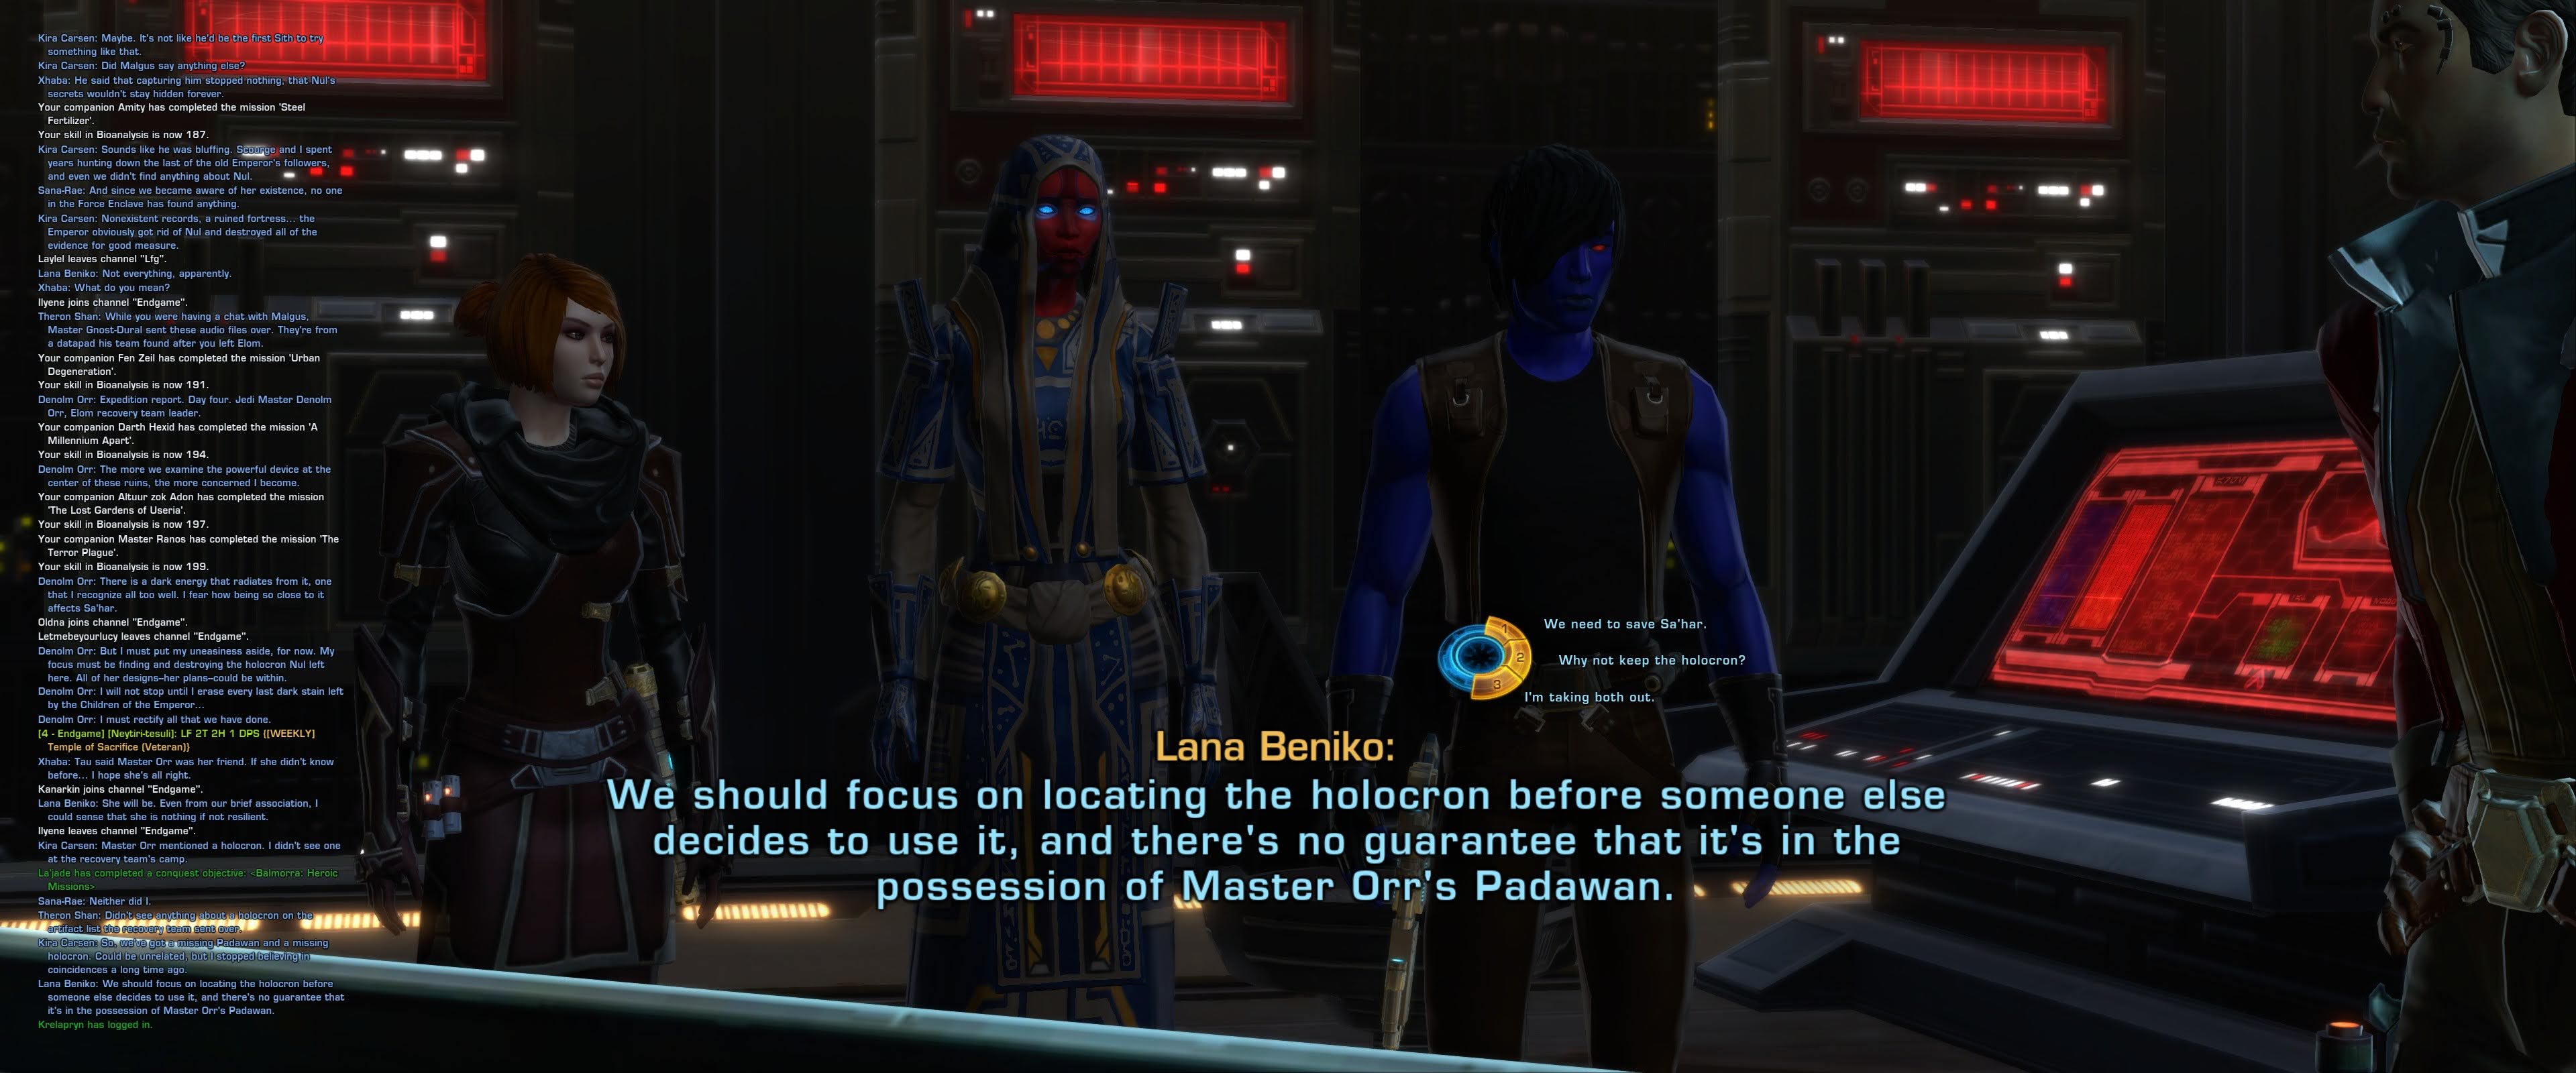 Kira Carsen: Maybe. It's not like he'd be the first Sith to try
something like that.
Kira Carsen: Did Malgus say anything else?
Xhaba: He said that capturing him stopped nothing, that Nul's
secrets wouldn't stay hidden forever.
Your companion Amity has completed the mission 'Steel
Fertilizer'.
Your skill in Bioanalysis is now 187.
Kira Carsen: Sounds like he was bluffing. Scourge and I spent
years hunting down the last of the old Emperor's followers,
and even we didn't find anything about Nul.
Sana-Rae: And since we became aware of her existence, no one
in the Force Enclave has found anything.
Kira Carsen: Nonexistent records, a ruined fortress... the
Emperor obviously got rid of Nul and destroyed all of the
evidence for good measure.
Laylel leaves channel "Lfg".
Lana Beniko: Not everything, apparently.
Xhaba: What do you mean?
Ilyene joins channel "Endgame".
Theron Shan: While you were having a chat with Malgus,
Master Gnost-Dural sent these audio files over. They're from
a datapad his team found after you left Elom.
Your companion Fen Zeil has completed the mission 'Urban
Degeneration'.
Your skill in Bioanalysis is now 191.
Denolm Orr: Expedition report. Day four. Jedi Master Denolm
Orr, Elom recovery team leader.
Your companion Darth Hexid has completed the mission 'A
Millennium Apart'.
Your skill in Bioanalysis is now 194.
Denolm Orr: The more we examine the powerful device at the
center of these ruins, the more concerned I become.
Your companion Altuur zok Adon has completed the mission
'The Lost Gardens of Useria'.
Your skill in Bioanalysis is now 197.
Your companion Master Ranos has completed the mission 'The
Terror Plague'.
Your skill in Bioanalysis is now 199.
Denolm Orr: There is a dark energy that radiates from it, one
that I recognize all too well. I fear how being so close to it
affects Sa'har.
Oldna joins channel "Endgame".
Letmebeyourlucy leaves channel "Endgame".
Denolm Orr: But I must put my uneasiness aside, for now. My
focus must be finding and destroying the holocron Nul left
here. All of her designs—her plans—could be within.
Denolm Orr: I will not stop until I erase every last dark stain left
by the Children of the Emperor...
Denolm Orr: I must rectify all that we have done.
[4 - Endgame] [Neytiri-tesuli]: LF 2T 2H 1 DPS {[WEEKLY]
Temple of Sacrifice (Veteran)}
Xhaba: Tau said Master Orr was her friend. If she didn't know
before... I hope she's all right.
Kanarkin joins channel "Endgame".
Lana Beniko: She will be. Even from our brief association, I
could sense that she is nothing if not resilient.
Ilyene leaves channel "Endgame".
Kira Carsen: Master Orr mentioned a holocron. I didn't see one
at the recovery team's camp.
La'jade has completed a conquest objective: <Balmorra: Heroic
Missions>
Sana-Rae: Neither did I.
Theron Shan: Didn't see anything about a holocron on the
artifact list the recovery team sent over.
Kira Carsen: So, we've got a missing Padawan and a missing
holocron. Could be unrelated, but I stopped believing in
coincidences a long time ago.
Lana Beniko: We should focus on locating the holocron before
someone else decides to use it, and there's no guarantee that
it's in the possession of Master Orr's Padawan.
Krelapryn has logged in.
1 We need to save Sa'har.
2 Why not keep the holocron?
3 I'm taking both out.
Lana Beniko:
We should focus on locating the holocron before someone else
decides to use it, and there's no guarantee that it's in the
possession of Master Orr's Padawan.